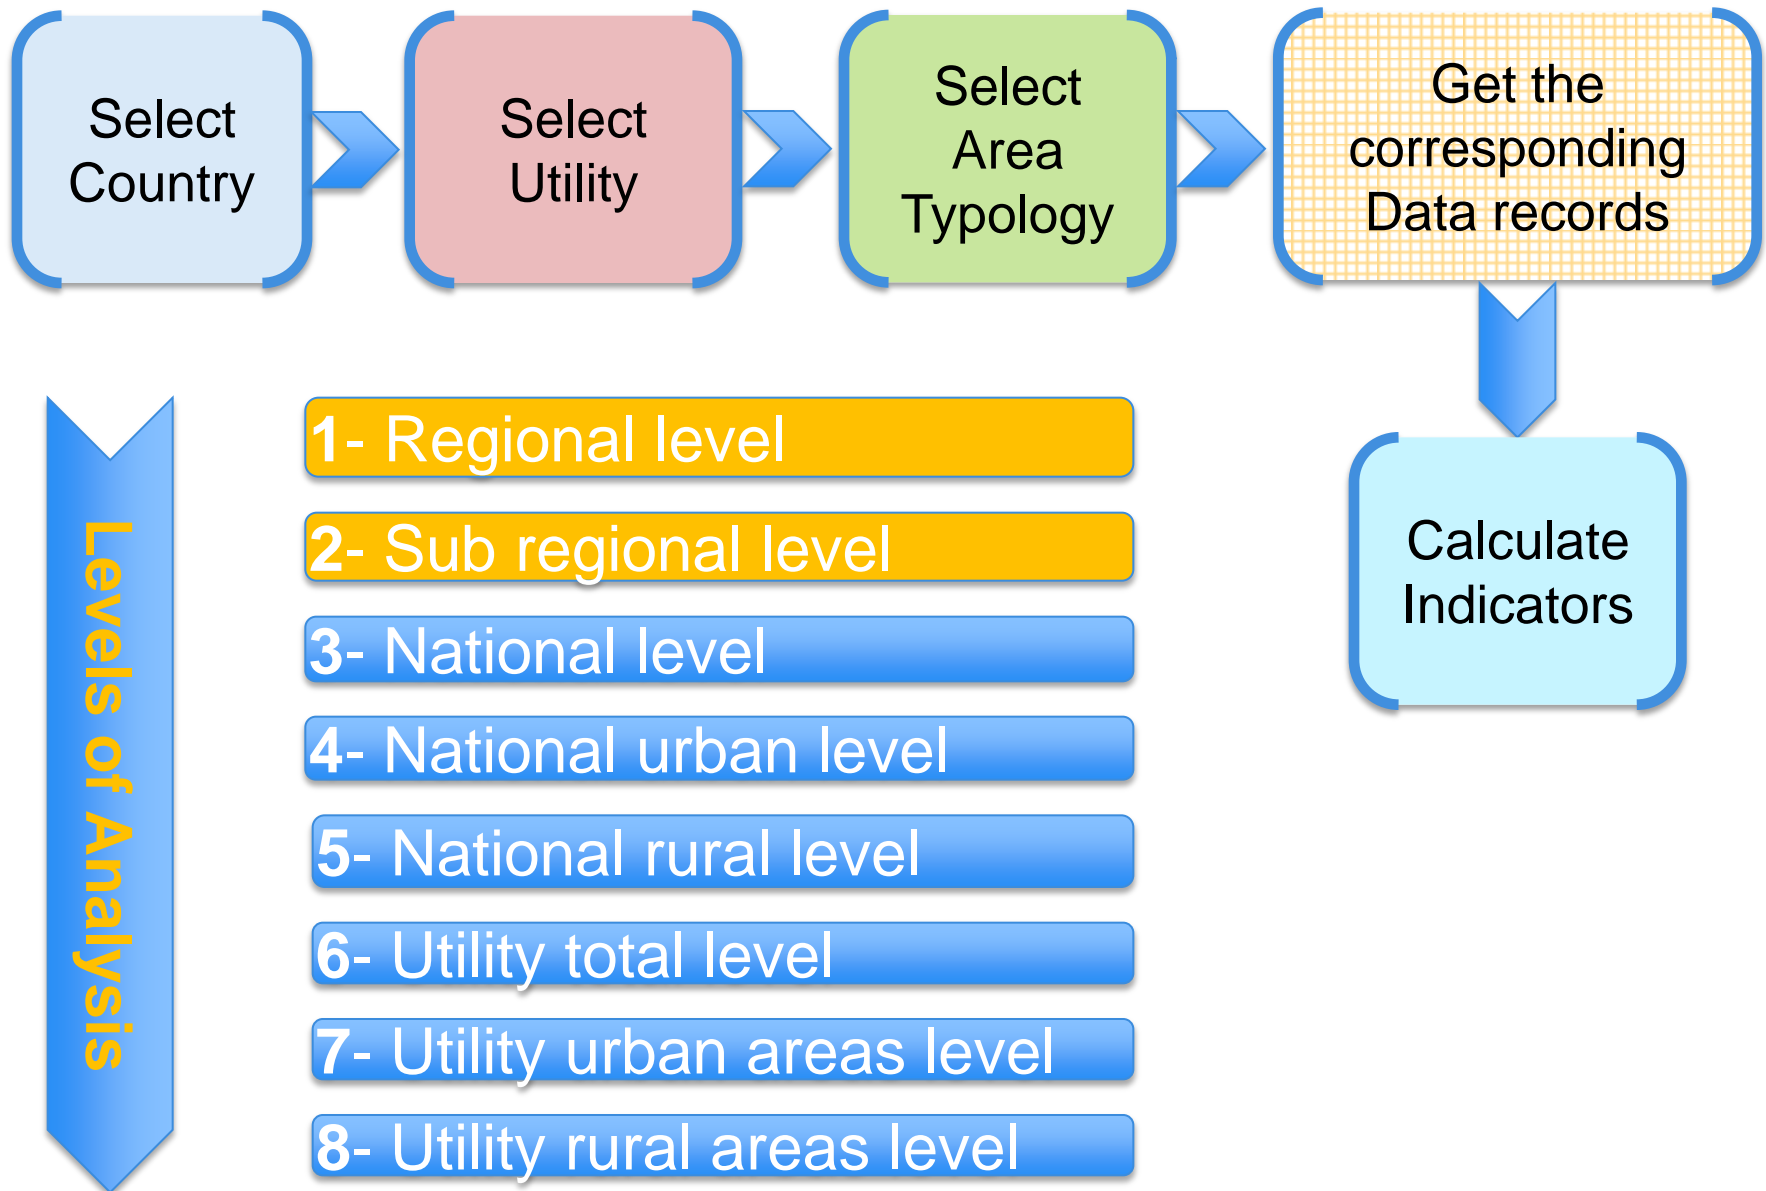 Select
Country
Select
Utility
Select
Area
Typology
Get the
corresponding
Data records
Calculate
Indicators
Levels of Analysis
1- Regional level
2- Sub regional level
3- National level
4- National urban level
5- National rural level
6- Utility total level
7- Utility urban areas level
8- Utility rural areas level